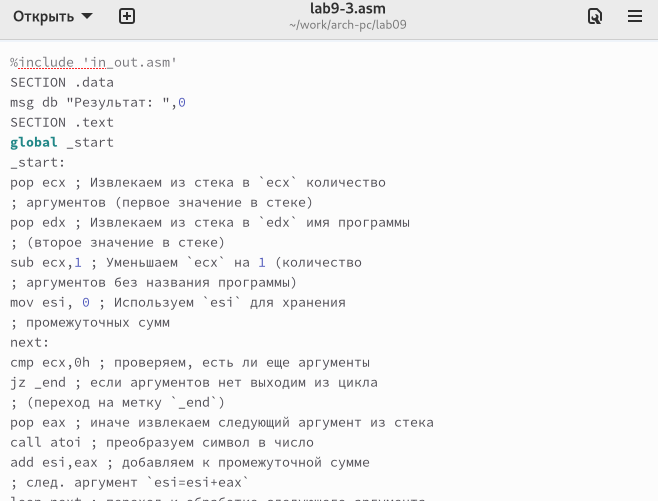 Открыть
lab9-3.asm
~/work/arch-pc/lab09
%include 'in_out.asm'
SECTION .data
msg db "Результат: ",0
SECTION .text
global _start
_start:
pop ecx ; Извлекаем из стека в `ecx` количество
; аргументов (первое значение в стеке)
pop edx ; Извлекаем из стека в `edx` имя программы
; (второе значение в стеке)
sub ecx,1 ; Уменьшаем `ecx` на 1 (количество
; аргументов без названия программы)
mov esi, 0 ; Используем `esi` для хранения
; промежуточных сумм
next:
cmp ecx,0h ; проверяем, есть ли еще аргументы
jz _end ; если аргументов нет выходим из цикла
; (переход на метку `_end`)
pop eax ; иначе извлекаем следующий аргумент из стека
call atoi ; преобразуем символ в число
add esi,eax ; добавляем к промежуточной сумме
; след. аргумент `esi=esi+eax`